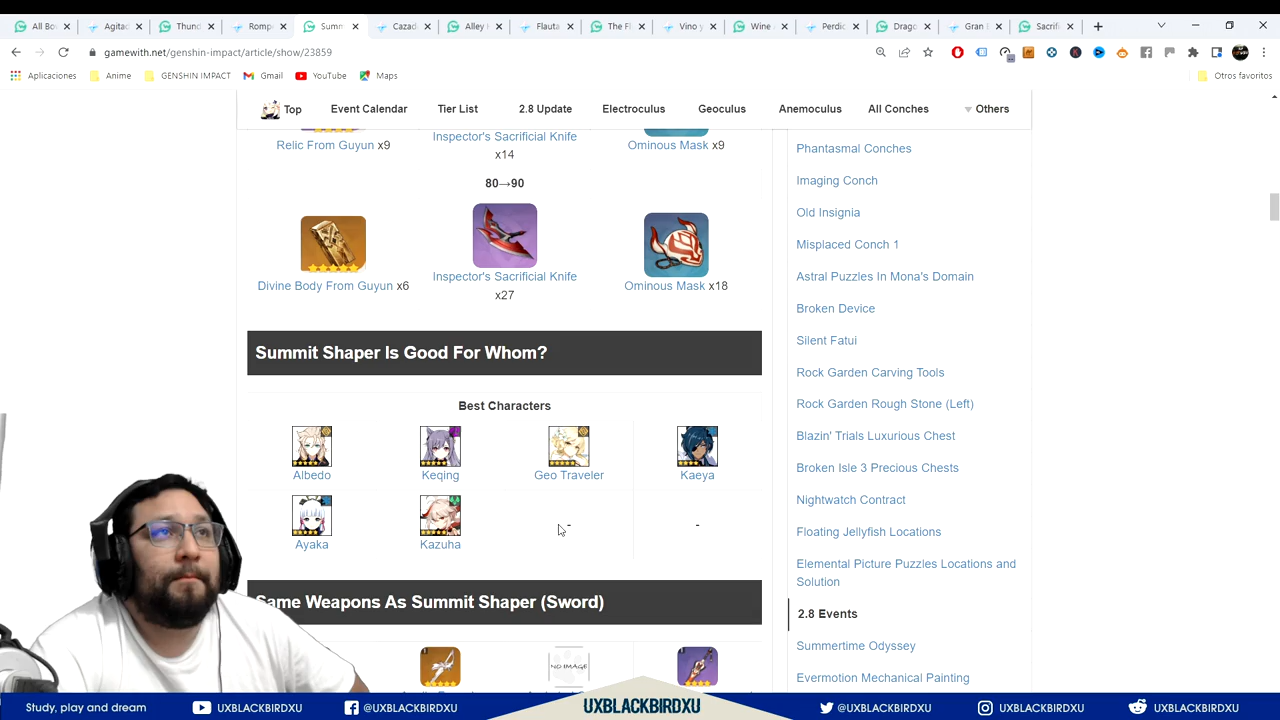 All Bow
Agitad
Thund
Romp
Sumn
Cazad
Alley H
Flauta
The Fl
Vino y
Wine
Perdic
Drago
Gran E
Sacrifi
gamewith.net/genshin-impact/article/show/23859
Aplicaciones
Anime
GENSHIN IMPACT
Gmail
YouTube
Maps
Otros favoritos
Top
Event Calendar
Tier List
2.8 Update
Electroculus
Geoculus
Anemoculus
All Conches
Others
Relic From Guyun x9
Inspector's Sacrificial Knife
x14
Ominous Mask x9
80→90
Divine Body From Guyun x6
Inspector's Sacrificial Knife
x27
Ominous Mask x18
Summit Shaper Is Good For Whom?
Best Characters
Albedo
Keqing
Geo Traveler
Kaeya
Ayaka
Kazuha
-
-
Same Weapons As Summit Shaper (Sword)
NO IMAGE
Phantasmal Conches
Imaging Conch
Old Insignia
Misplaced Conch 1
Astral Puzzles In Mona's Domain
Broken Device
Silent Fatui
Rock Garden Carving Tools
Rock Garden Rough Stone (Left)
Blazin' Trials Luxurious Chest
Broken Isle 3 Precious Chests
Nightwatch Contract
Floating Jellyfish Locations
Elemental Picture Puzzles Locations and
Solution
2.8 Events
Summertime Odyssey
Evermotion Mechanical Painting
Study, play and dream
UXBLACKBIRDXU
@UXBLACKBIRDXU
UXBLACKBIRDXU
@UXBLACKBIRDXU
UXBLACKBIRDXU
UXBLACKBIRDXU